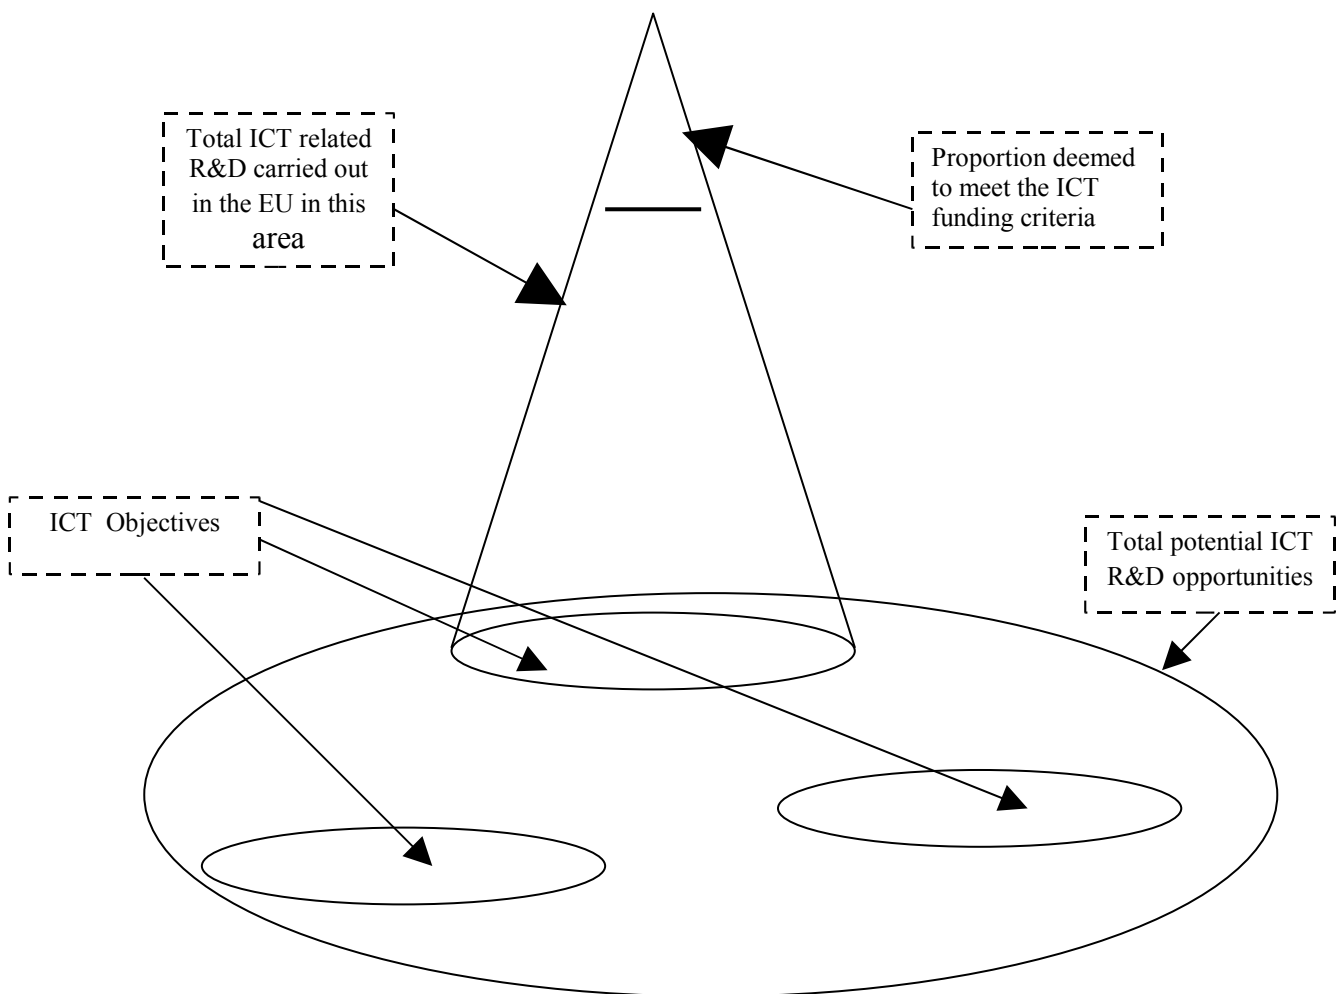 Total ICT related
R&D carried out
in the EU in this
area
Proportion deemed
to meet the ICT
funding criteria
ICT Objectives
Total potential ICT
R&D opportunities